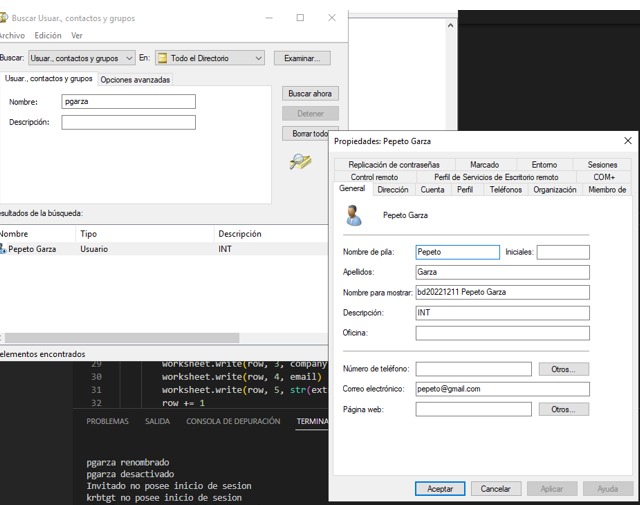 Buscar Usuar., contactos y grupos
Archivo Edición Ver
Buscar: Usuar., contactos y grupos En: Todo el Directorio Examinar...
Usuar., contactos y grupos Opciones avanzadas
Nombre: pgarza
Descripción:
Buscar ahora
Detener
Borrar todo
esultados de la búsqueda:
Nombre Tipo Descripción
Pepeto Garza Usuario INT
elementos encontrados
29 worksheet.write(row, 3, company
30 worksheet.write(row, 4, email)
31 worksheet.write(row, 5, str(ext
32 row += 1
PROBLEMAS SALIDA CONSOLA DE DEPURACIÓN TERMINA
pgarza renombrado
pgarza desactivado
Invitado no posee inicio de sesion
krbtgt no posee inicio de sesion
Propiedades: Pepeto Garza
Replicación de contraseñas Marcado Entorno Sesiones
Control remoto Perfil de Servicios de Escritorio remoto COM+
General Dirección Cuenta Perfil Teléfonos Organización Miembro de
Pepeto Garza
Nombre de pila: Pepeto Iniciales:
Apellidos: Garza
Nombre para mostrar: bd20221211 Pepeto Garza
Descripción: INT
Oficina:
Número de teléfono: Otros...
Correo electrónico: pepeto@gmail.com
Página web: Otros...
Aceptar Cancelar Aplicar Ayuda